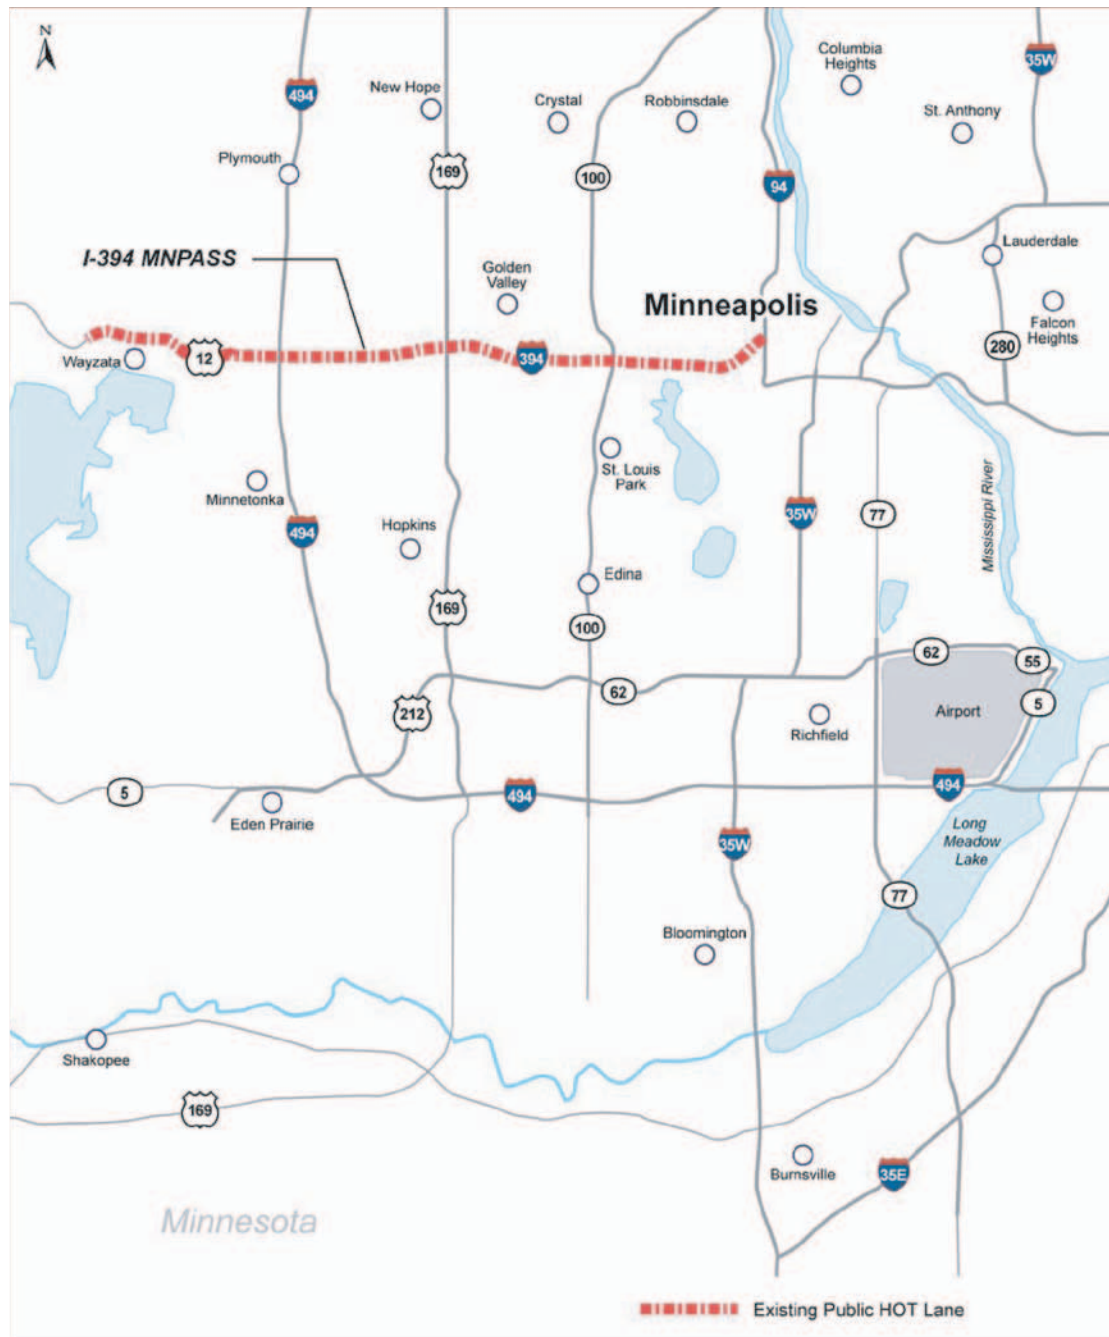 N
Columbia
Heights
35W
494
New Hope
Crystal
Robbinsdale
St. Anthony
Plymouth
169
100
94
I-394 MNPASS
Lauderdale
Golden
Valley
Minneapolis
Falcon
Heights
Wayzata
12
394
280
St. Louis
Park
Minnetonka
494
Hopkins
35W
77
Mississippi River
Edina
169
100
62
55
62
212
Airport
5
Richfield
5
494
494
Eden Prairie
Long
Meadow
Lake
35W
77
Bloomington
Shakopee
169
Burnsville
35E
Minnesota
Existing Public HOT Lane